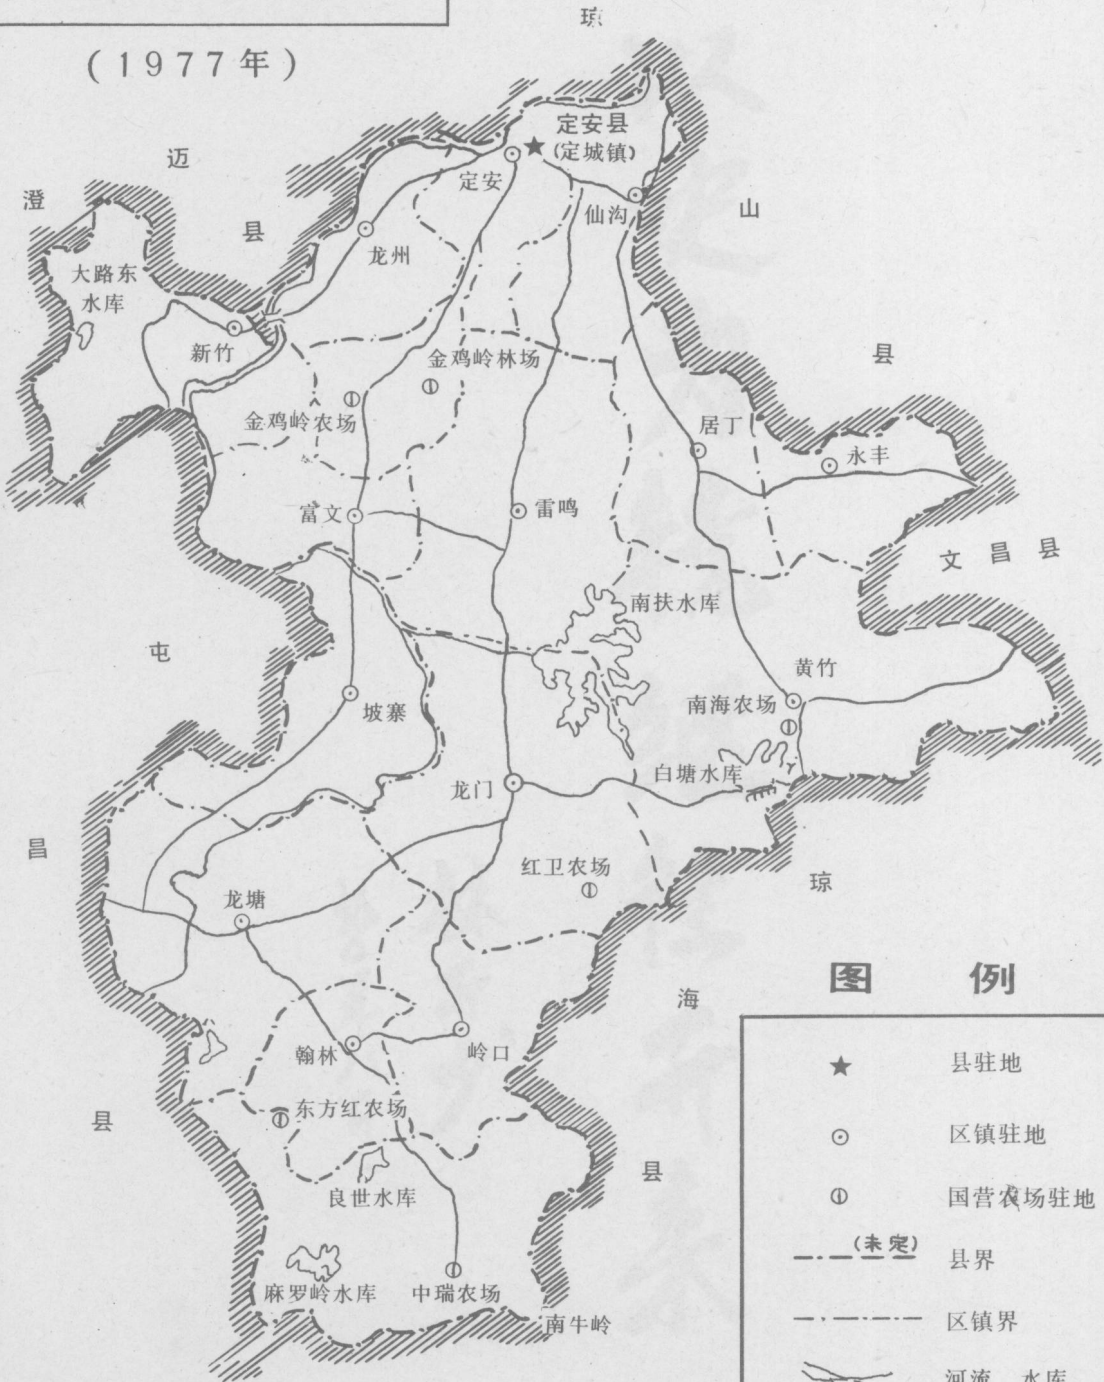 琼
(1977年)
定安县
(定城镇)
迈
定安
澄
仙沟
山
县
龙州
大路东
水库
新竹
县
金鸡岭林场
金鸡岭农场
居丁
永丰
富文
雷鸣
文昌县
南扶水库
屯
黄竹
坡寨
南海农场
白塘水库
龙门
昌
红卫农场
琼
龙塘
图 例
海
翰林
岭口
县驻地
东方红农场
县
区镇驻地
县
良世水库
国营农场驻地
(未定)
县界
麻罗岭水库
中瑞农场
南牛岭
区镇界
河流 水库